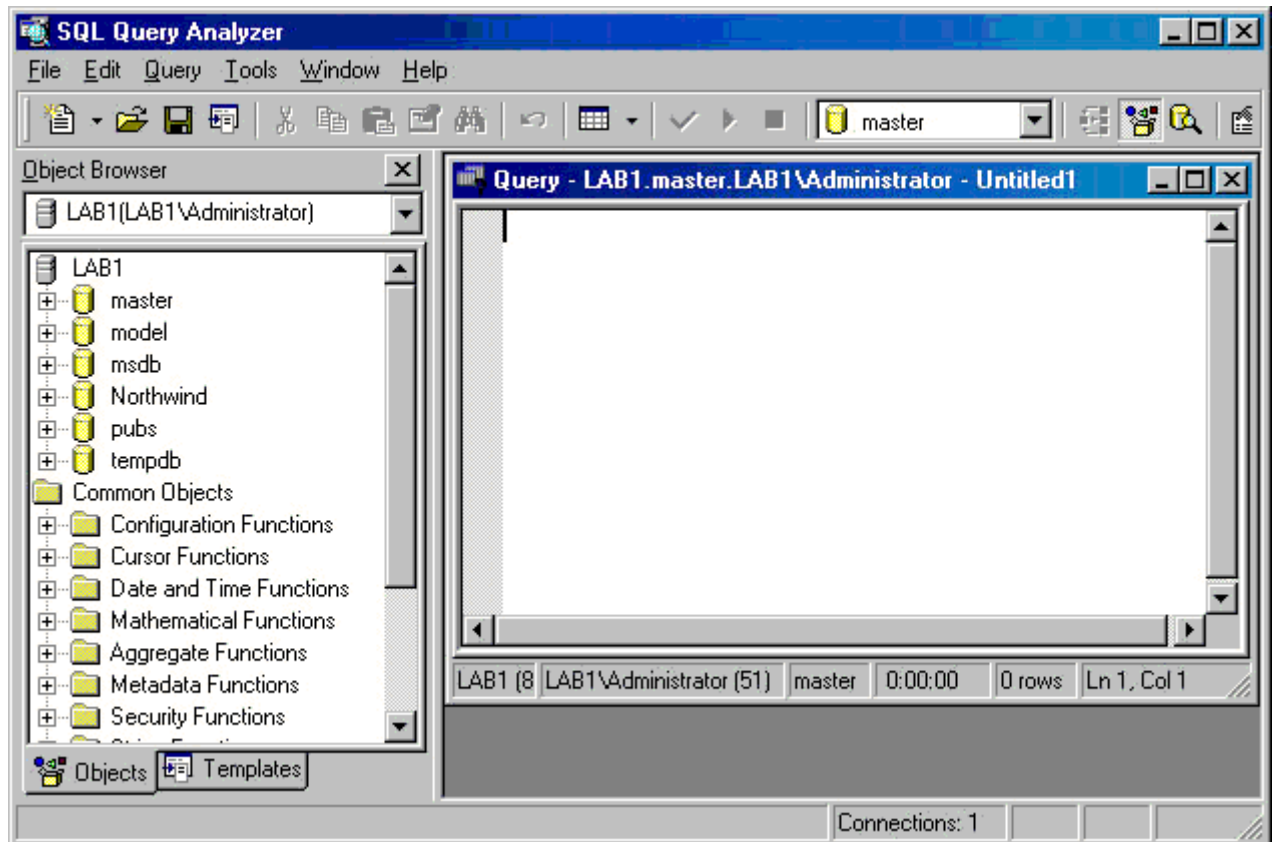 SQL Query Analyzer
File Edit Query Tools Window Help
master
Object Browser
LAB1(LAB1\Administrator)
LAB1
master
model
msdb
Northwind
pubs
tempdb
Common Objects
Configuration Functions
Cursor Functions
Date and Time Functions
Mathematical Functions
Aggregate Functions
Metadata Functions
Security Functions
Objects Templates
Query - LAB1.master.LAB1\Administrator - Untitled1
LAB1 (8 LAB1\Administrator (51) master 0:00:00 0 rows Ln 1, Col 1
Connections: 1